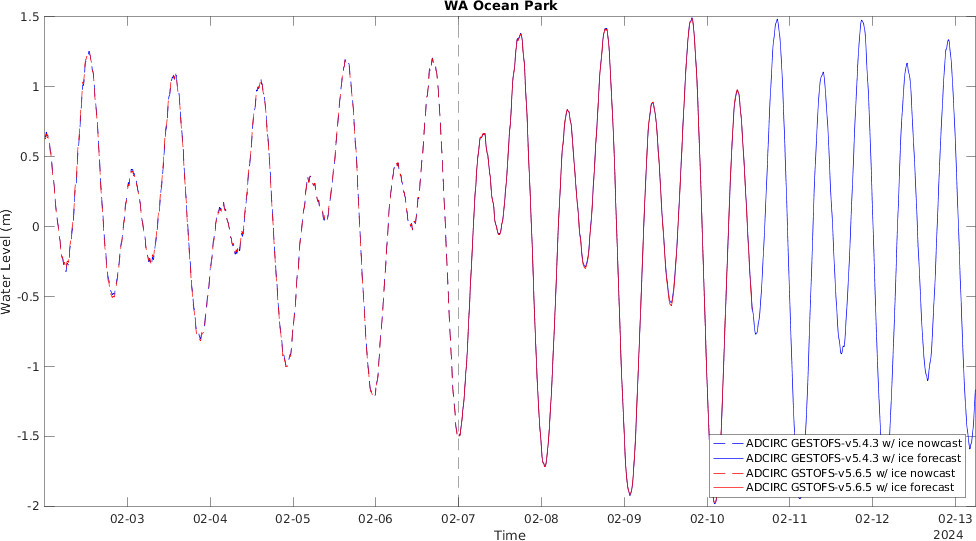 WA Ocean Park
1.5
1
0.5
0
-0.5
-1
-1.5
-2
Water Level (m)
ADCIRC GESTOFS-v5.4.3 w/ ice nowcast
ADCIRC GESTOFS-v5.4.3 w/ ice forecast
ADCIRC GSTOFS-v5.6.5 w/ ice nowcast
ADCIRC GSTOFS-v5.6.5 w/ ice forecast
02-03 02-04 02-05 02-06 02-07 02-08 02-09 02-10 02-11 02-12 02-13
Time 2024